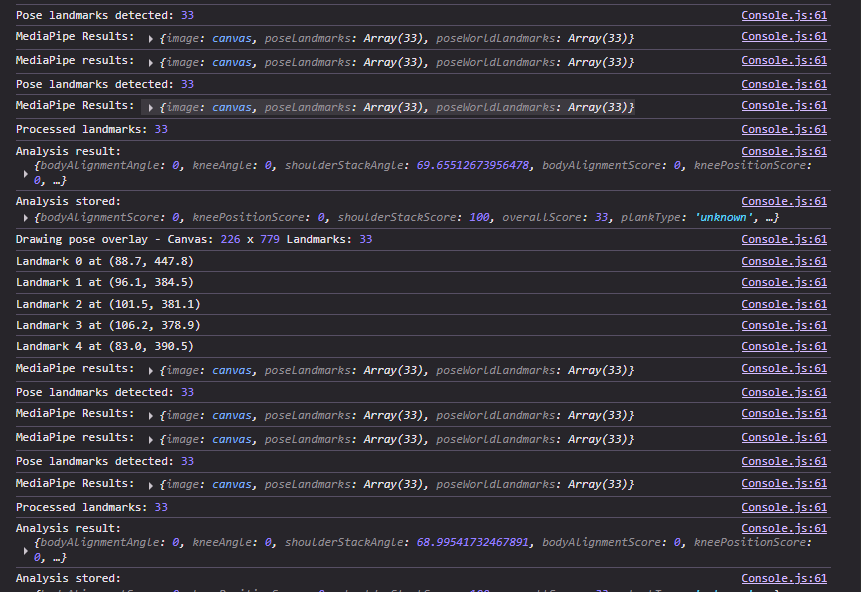 Pose landmarks detected: 33 Console.js:61
MediaPipe Results: ▶ {image: canvas, poseLandmarks: Array(33), poseWorldLandmarks: Array(33)} Console.js:61
MediaPipe results: ▶ {image: canvas, poseLandmarks: Array(33), poseWorldLandmarks: Array(33)} Console.js:61
Pose landmarks detected: 33 Console.js:61
MediaPipe Results: ▶ {image: canvas, poseLandmarks: Array(33), poseWorldLandmarks: Array(33)} Console.js:61
Processed landmarks: 33 Console.js:61
Analysis result: Console.js:61
{bodyAlignmentAngle: 0, kneeAngle: 0, shoulderStackAngle: 69.65512673956478, bodyAlignmentScore: 0, kneePositionScore:
▶ 0, …}
Analysis stored: Console.js:61
▶ {bodyAlignmentScore: 0, kneePositionScore: 0, shoulderStackScore: 100, overallScore: 33, plankType: 'unknown', …}
Drawing pose overlay - Canvas: 226 x 779 Landmarks: 33 Console.js:61
Landmark 0 at (88.7, 447.8) Console.js:61
Landmark 1 at (96.1, 384.5) Console.js:61
Landmark 2 at (101.5, 381.1) Console.js:61
Landmark 3 at (106.2, 378.9) Console.js:61
Landmark 4 at (83.0, 390.5) Console.js:61
MediaPipe results: ▶ {image: canvas, poseLandmarks: Array(33), poseWorldLandmarks: Array(33)} Console.js:61
Pose landmarks detected: 33 Console.js:61
MediaPipe Results: ▶ {image: canvas, poseLandmarks: Array(33), poseWorldLandmarks: Array(33)} Console.js:61
MediaPipe results: ▶ {image: canvas, poseLandmarks: Array(33), poseWorldLandmarks: Array(33)} Console.js:61
Pose landmarks detected: 33 Console.js:61
MediaPipe Results: ▶ {image: canvas, poseLandmarks: Array(33), poseWorldLandmarks: Array(33)} Console.js:61
Processed landmarks: 33 Console.js:61
Analysis result: Console.js:61
{bodyAlignmentAngle: 0, kneeAngle: 0, shoulderStackAngle: 68.99541732467891, bodyAlignmentScore: 0, kneePositionScore:
▶ 0, …}
Analysis stored: Console.js:61